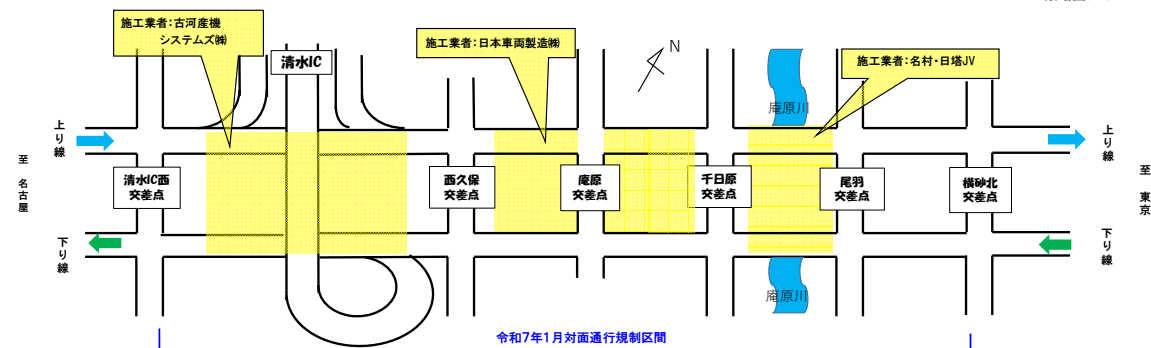 施工業者:古河産機
システムズ㈱
清水IC
施工業者:日本車両製造㈱
N
施工業者:名村・日塔JV
庵原川
上り線
上り線
至 名古屋
清水IC西
交差点
西久保
交差点
庵原
交差点
千日原
交差点
尾羽
交差点
横砂北
交差点
至 東京
下り線
下り線
庵原川
令和7年1月対面通行規制区間